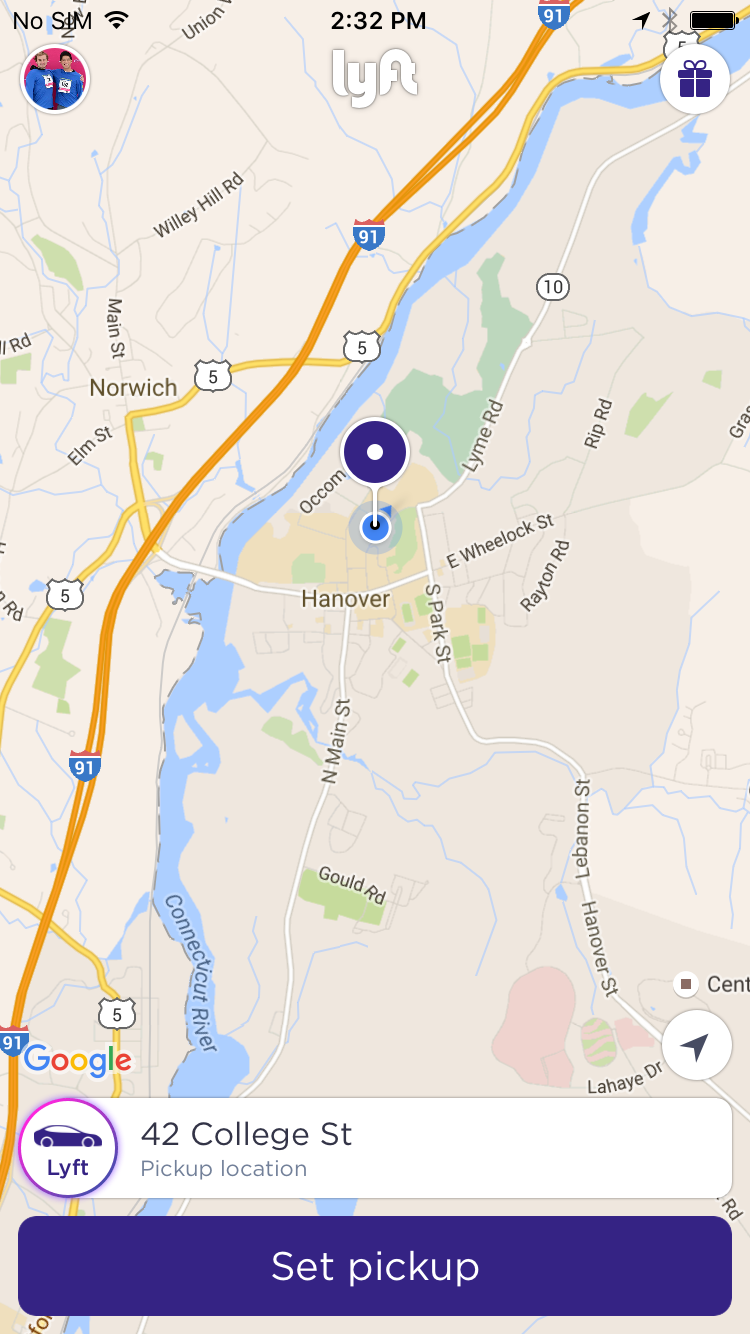 No SIM
2:32 PM
Union
91
5
lyft
Willey Hill Rd
91
10
Main St
5
Rd
5
Norwich
Rip Rd
Lyme Rd
Elm St
Occom
E Wheelock St
Rayton Rd
5
Rd
Hanover
S Park St
N Main St
91
Lebanon St
Gould Rd
Connecticut River
Hanover St
Cent
5
91
Google
Lahaye Dr
42 College St
Lyft
Pickup location
Rd
Set pickup